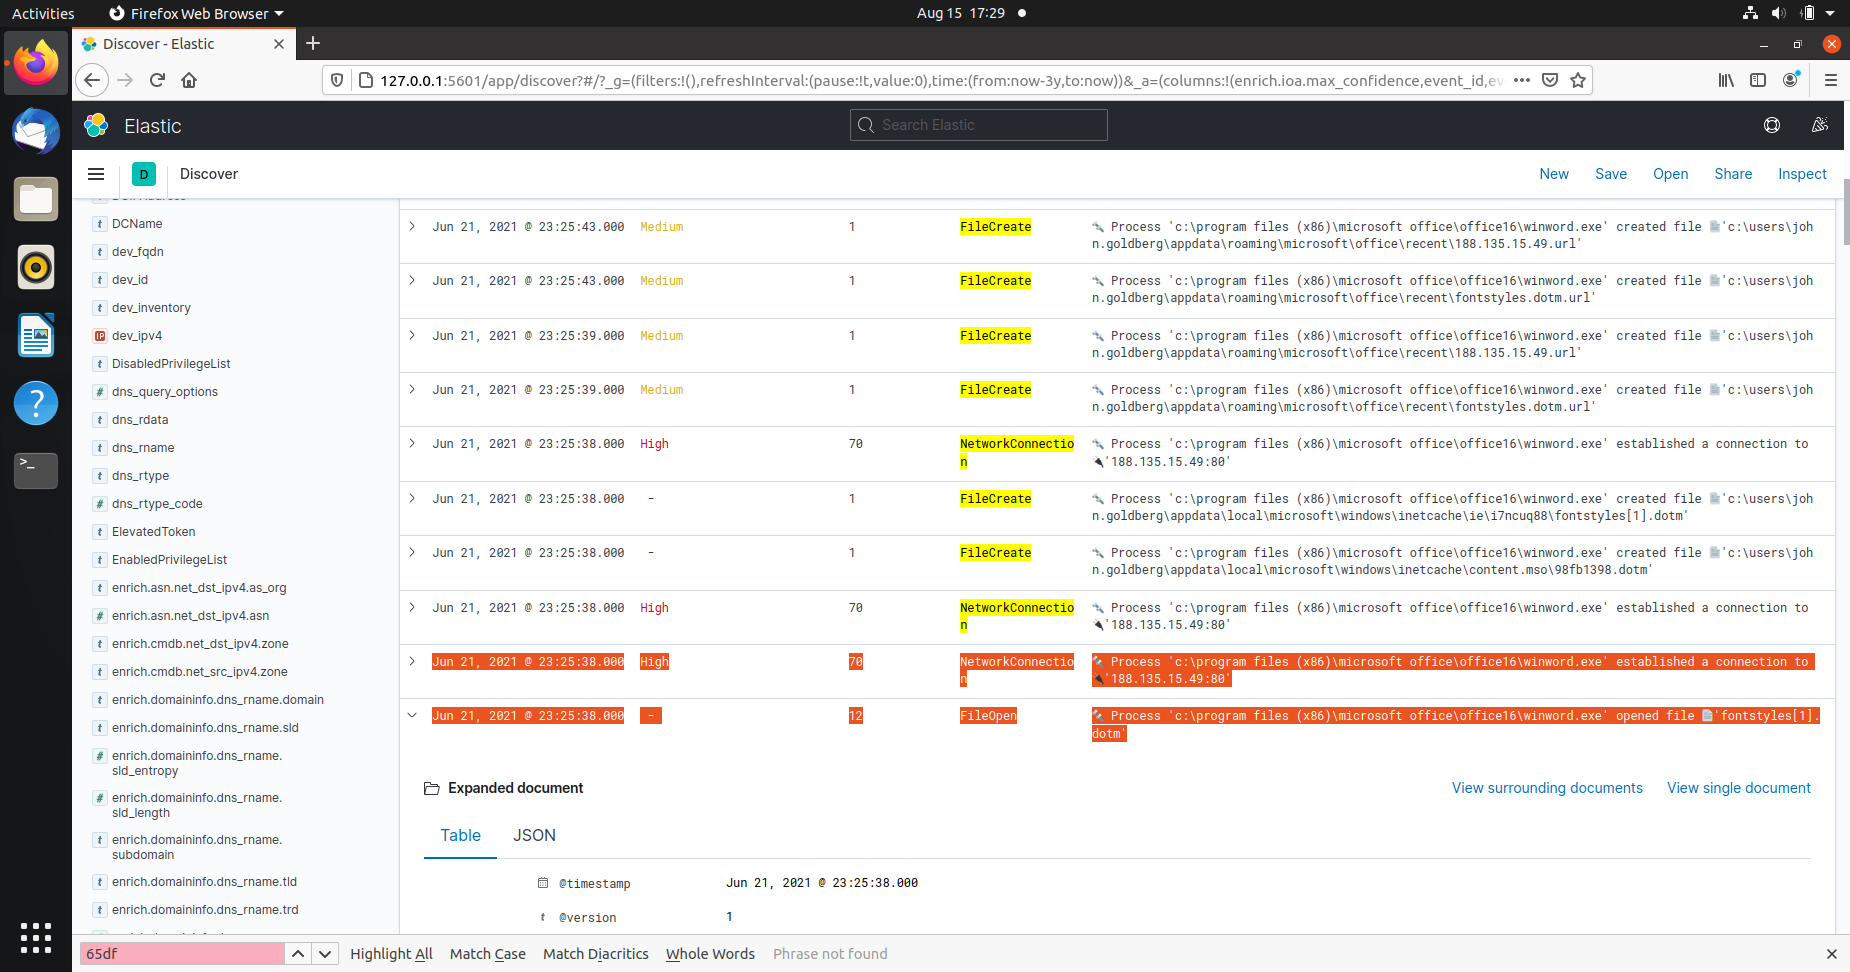 Activities
Firefox Web Browser
Aug 15 17:29
Discover - Elastic
127.0.0.1:5601/app/discover?#/?_g=(filters:!(),refreshInterval:(pause:!t,value:0),time:(from:now-3y,to:now))&_a=(columns:!(enrich.ioa.max_confidence,event_id,ev
Elastic
Search Elastic
D
Discover
New Save Open Share Inspect
t DCName
t dev_fqdn
t dev_id
t dev_inventory
IP dev_ipv4
t DisabledPrivilegeList
# dns_query_options
t dns_rdata
t dns_rname
t dns_rtype
# dns_rtype_code
t ElevatedToken
t EnabledPrivilegeList
t enrich.asn.net_dst_ipv4.as_org
# enrich.asn.net_dst_ipv4.asn
t enrich.cmdb.net_dst_ipv4.zone
t enrich.cmdb.net_src_ipv4.zone
t enrich.domaininfo.dns_rname.domain
t enrich.domaininfo.dns_rname.sld
# enrich.domaininfo.dns_rname.
sld_entropy
# enrich.domaininfo.dns_rname.
sld_length
t enrich.domaininfo.dns_rname.
subdomain
t enrich.domaininfo.dns_rname.tld
t enrich.domaininfo.dns_rname.trd
Jun 21, 2021 @ 23:25:43.000 Medium 1 FileCreate Process 'c:\program files (x86)\microsoft office\office16\winword.exe' created file 'c:\users\joh
n.goldberg\appdata\roaming\microsoft\office\recent\188.135.15.49.url'
Jun 21, 2021 @ 23:25:43.000 Medium 1 FileCreate Process 'c:\program files (x86)\microsoft office\office16\winword.exe' created file 'c:\users\joh
n.goldberg\appdata\roaming\microsoft\office\recent\fontstyles.dotm.url'
Jun 21, 2021 @ 23:25:39.000 Medium 1 FileCreate Process 'c:\program files (x86)\microsoft office\office16\winword.exe' created file 'c:\users\joh
n.goldberg\appdata\roaming\microsoft\office\recent\188.135.15.49.url'
Jun 21, 2021 @ 23:25:39.000 Medium 1 FileCreate Process 'c:\program files (x86)\microsoft office\office16\winword.exe' created file 'c:\users\joh
n.goldberg\appdata\roaming\microsoft\office\recent\fontstyles.dotm.url'
Jun 21, 2021 @ 23:25:38.000 High 70 NetworkConnectio Process 'c:\program files (x86)\microsoft office\office16\winword.exe' established a connection to
n '188.135.15.49:80'
Jun 21, 2021 @ 23:25:38.000 - 1 FileCreate Process 'c:\program files (x86)\microsoft office\office16\winword.exe' created file 'c:\users\joh
n.goldberg\appdata\local\microsoft\windows\inetcache\ie\i7ncuq88\fontstyles[1].dotm'
Jun 21, 2021 @ 23:25:38.000 - 1 FileCreate Process 'c:\program files (x86)\microsoft office\office16\winword.exe' created file 'c:\users\joh
n.goldberg\appdata\local\microsoft\windows\inetcache\content.mso\98fb1398.dotm'
Jun 21, 2021 @ 23:25:38.000 High 70 NetworkConnectio Process 'c:\program files (x86)\microsoft office\office16\winword.exe' established a connection to
n '188.135.15.49:80'
Jun 21, 2021 @ 23:25:38.000 High 70 NetworkConnectio Process 'c:\program files (x86)\microsoft office\office16\winword.exe' established a connection to
n '188.135.15.49:80'
Jun 21, 2021 @ 23:25:38.000 - 12 FileOpen Process 'c:\program files (x86)\microsoft office\office16\winword.exe' opened file 'fontstyles[1].
dotm'
Expanded document
View surrounding documents View single document
Table JSON
@timestamp Jun 21, 2021 @ 23:25:38.000
t @version 1
65df Highlight All Match Case Match Diacritics Whole Words Phrase not found